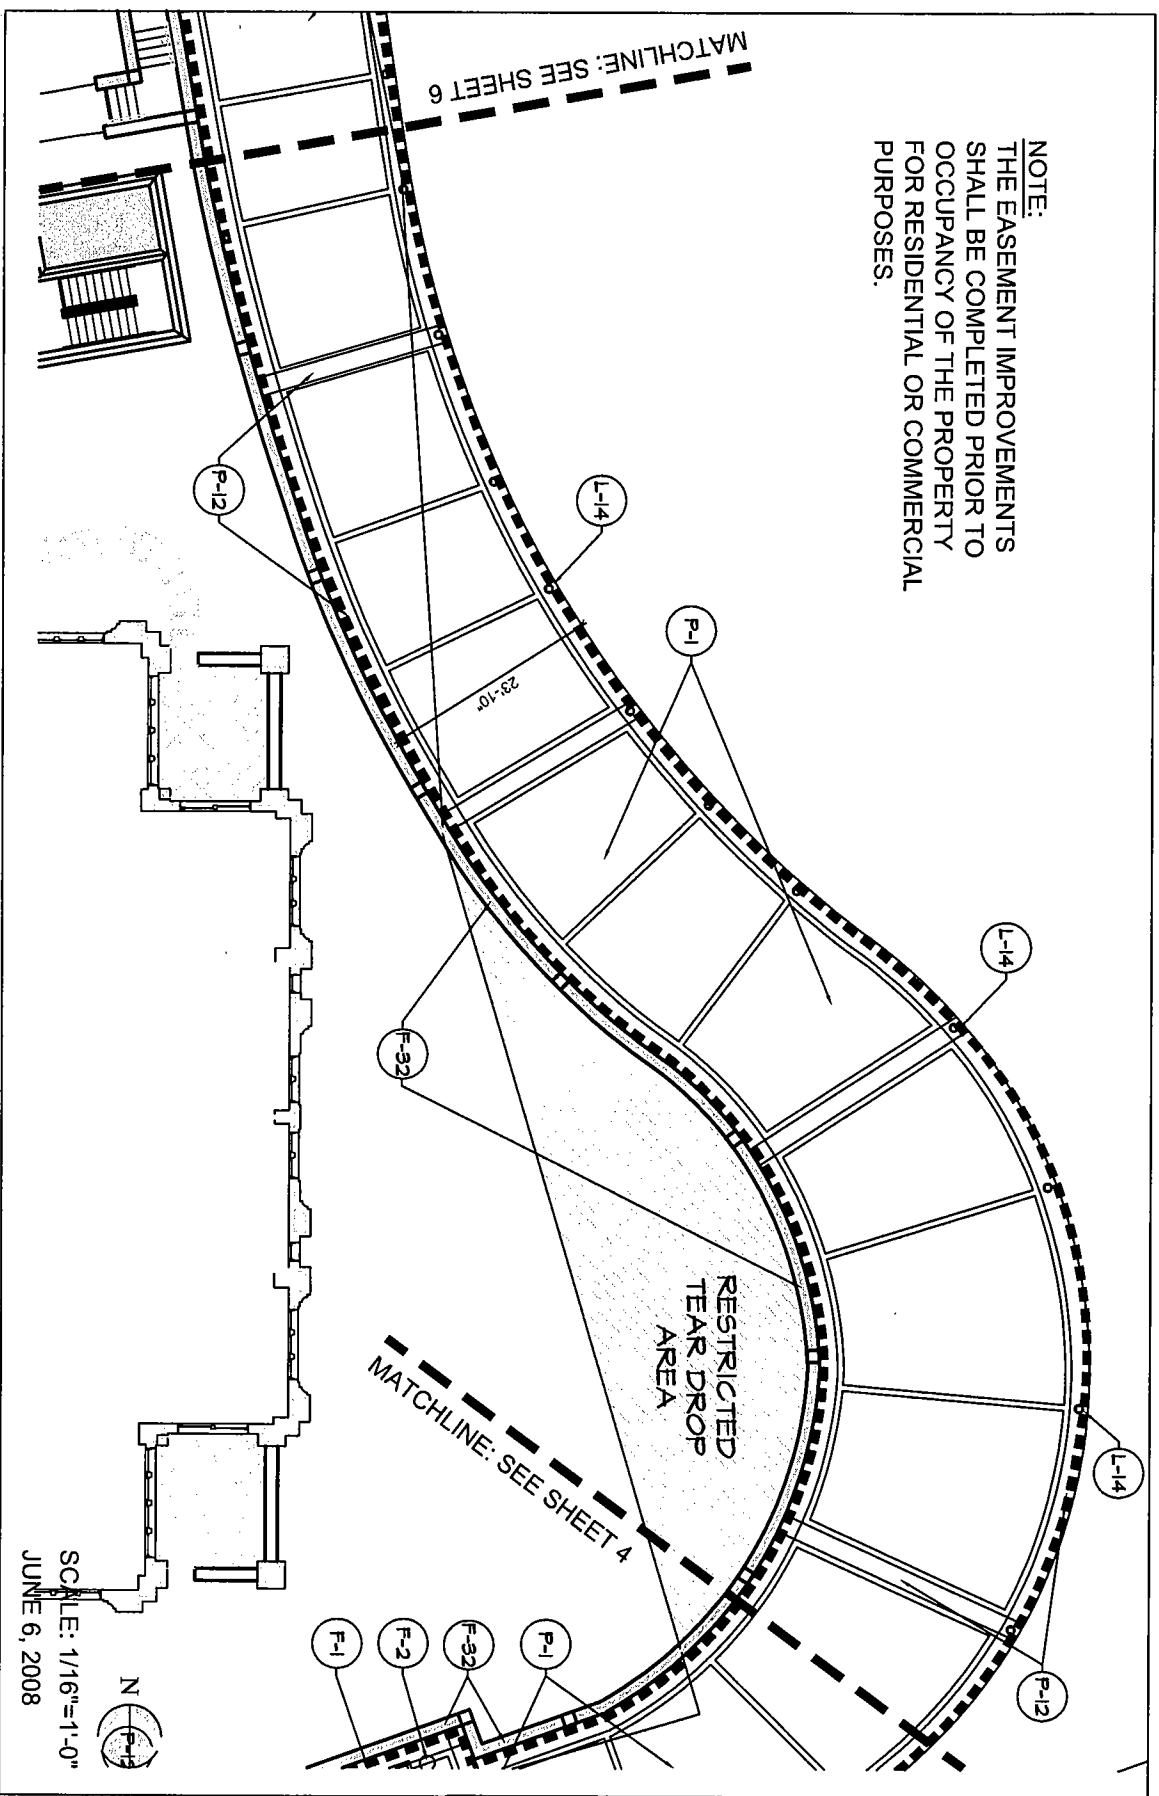 NOTE:
THE EASEMENT IMPROVEMENTS
SHALL BE COMPLETED PRIOR TO
OCCUPANCY OF THE PROPERTY
FOR RESIDENTIAL OR COMMERCIAL
PURPOSES.
MATCHLINE: SEE SHEET 6
L-14
P-1
L-14
L-14
P-12
P-12
23'-10"
F-32
RESTRICTED
TEAR DROP
AREA
MATCHLINE: SEE SHEET 4
P-1
F-32
F-2
F-1
N
P-12
SCALE: 1/16"=1'-0"
JUNE 6, 2008